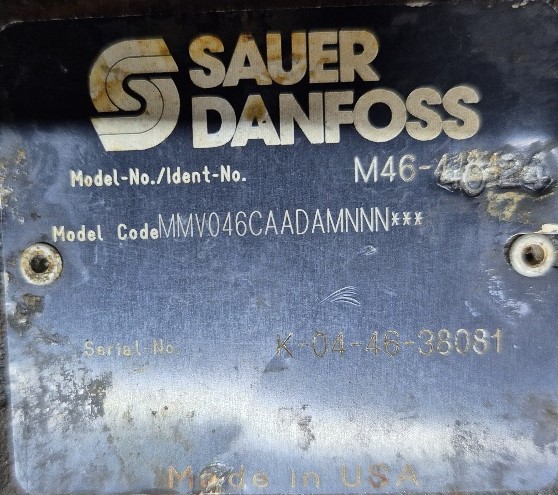 SAUER
DANFOSS
Model-No./Ident-No.
Model Code MMV046CAADAMNNN***
Serial-No K-04-46-38081
Made in USA